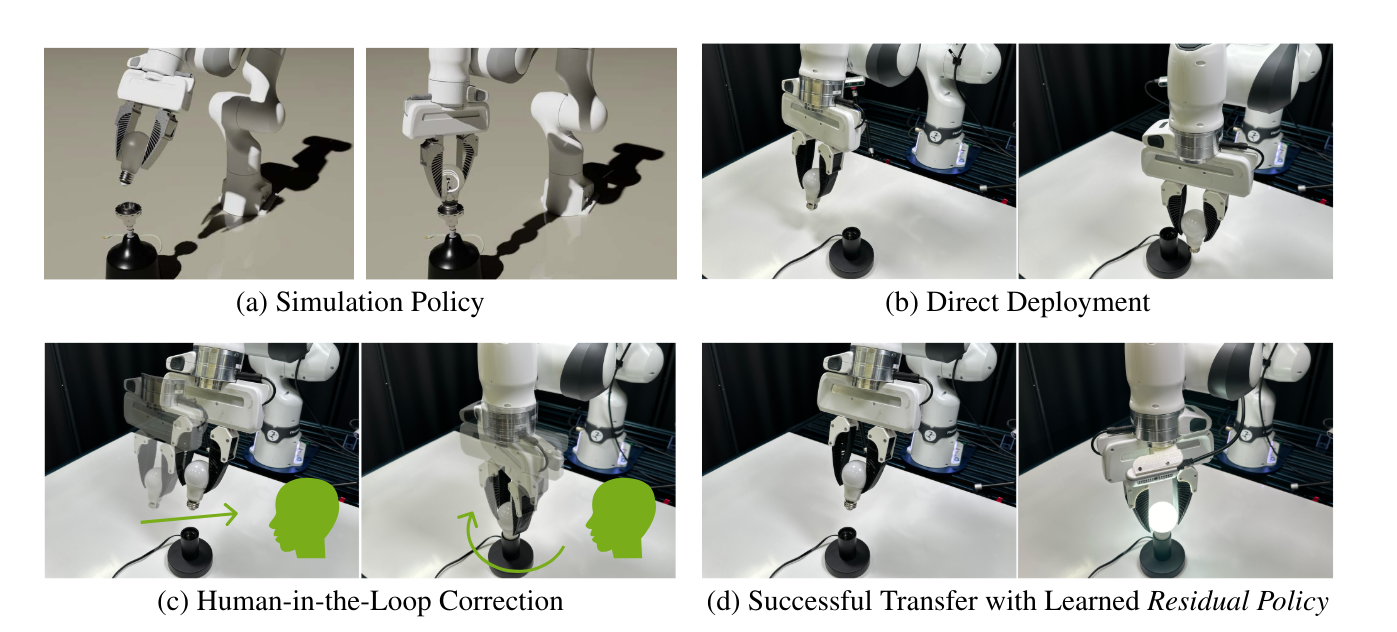 (a) Simulation Policy
(b) Direct Deployment
(c) Human-in-the-Loop Correction
(d) Successful Transfer with Learned Residual Policy